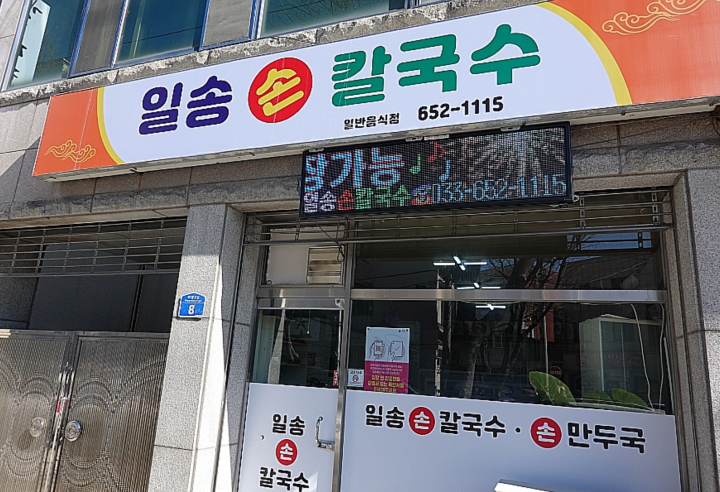 일송 손 칼국수
일반음식점 652-1115
장가능
일송손칼국수 033-652-1115
8
일송 손 칼국수 · 손 만두국
일송
손
칼국수